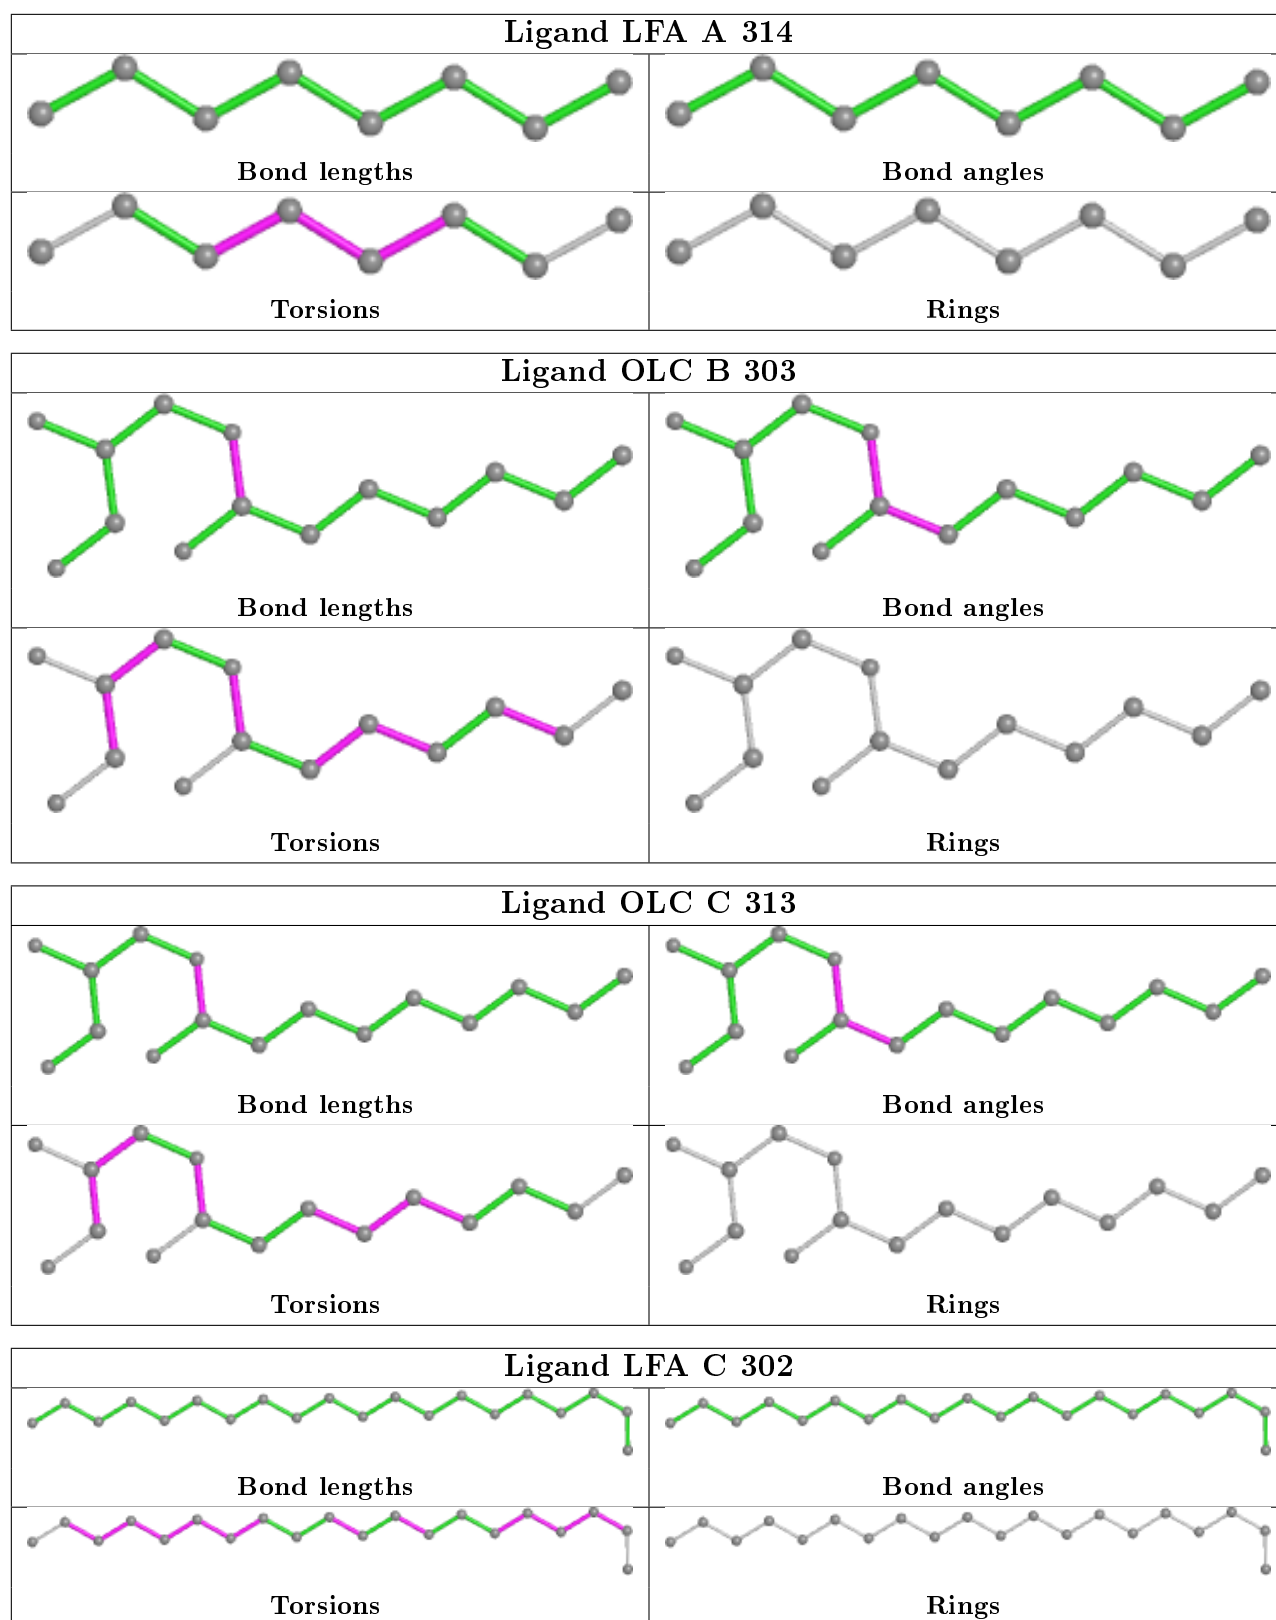 Ligand LFA A 314
Bond lengths
Bond angles
Torsions
Rings
Ligand OLC B 303
Bond lengths
Bond angles
Torsions
Rings
Ligand OLC C 313
Bond lengths
Bond angles
Torsions
Rings
Ligand LFA C 302
Bond lengths
Bond angles
Torsions
Rings